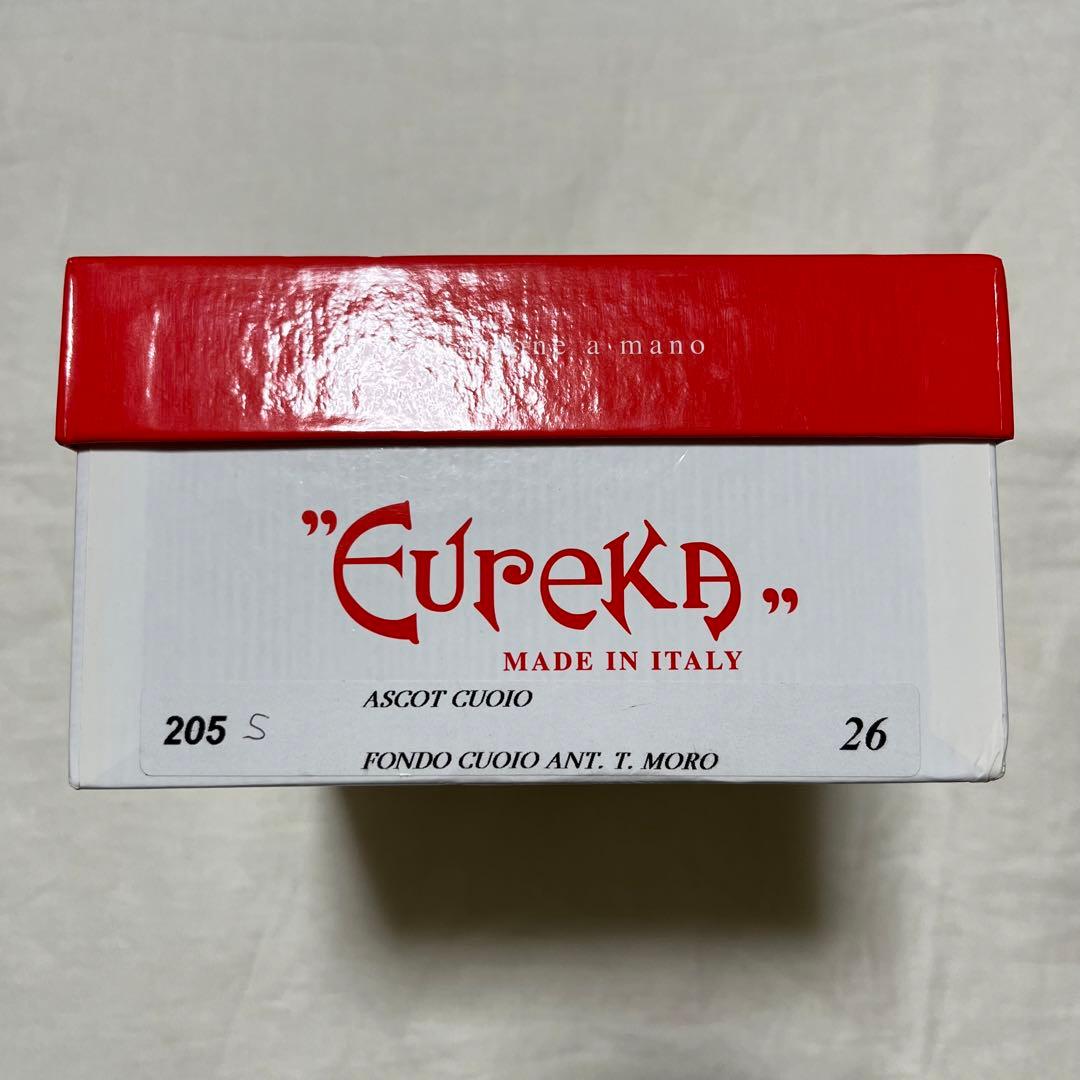 a mano
”EUREKA”
MADE IN ITALY
ASCOT CUOIO
205 S
26
FONDO CUOIO ANT. T. MORO